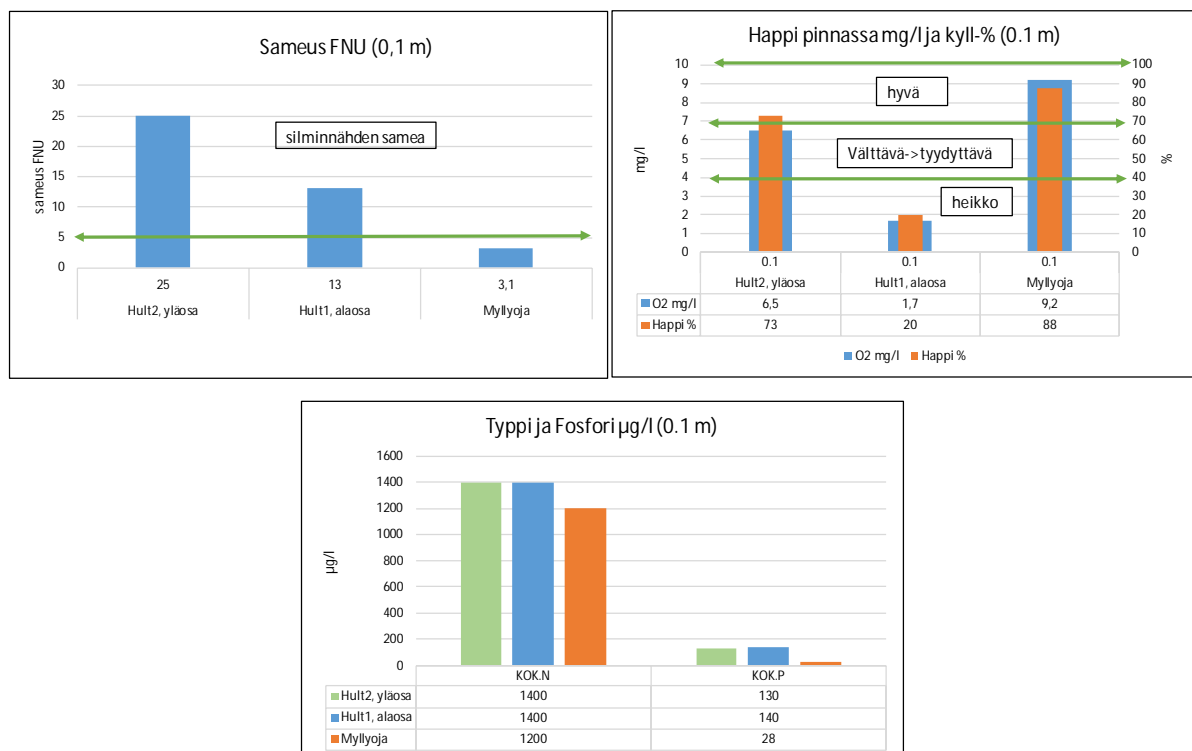 Sameus FNU (0,1 m)
30
25
20
15
10
5
0
sameus FNU
silminnähden samea
25 13 3,1
Hult2, yläosa Hult1, alaosa Myllyoja
Happi pinnassa mg/l ja kyll-% (0.1 m)
10
9
8
7
6
5
4
3
2
1
0
mg/l
100
90
80
70
60
50
40
30
20
10
0
%
hyvä
Välttävä->tyydyttävä
heikko
0.1 0.1 0.1
Hult2, yläosa Hult1, alaosa Myllyoja
O2 mg/l 6,5 1,7 9,2
Happi % 73 20 88
O2 mg/l Happi %
Typpi ja Fosfori µg/l (0.1 m)
1600
1400
1200
1000
800
600
400
200
0
µg/l
KOK.N KOK.P
Hult2, yläosa 1400 130
Hult1, alaosa 1400 140
Myllyoja 1200 28